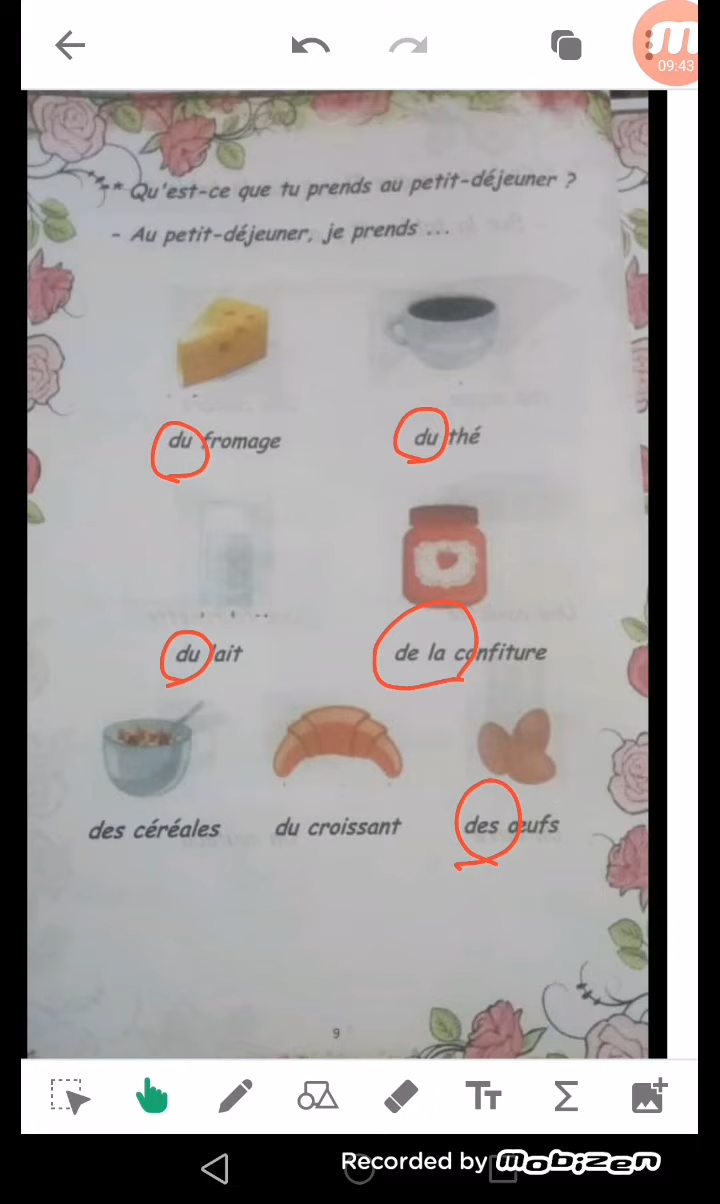 09:43
** Qu'est-ce que tu prends au petit-déjeuner ?
- Au petit-déjeuner, je prends ...
du fromage
du thé
du lait
de la confiture
des céréales
du croissant
des œufs
9
TT
Σ
Recorded by mobizen